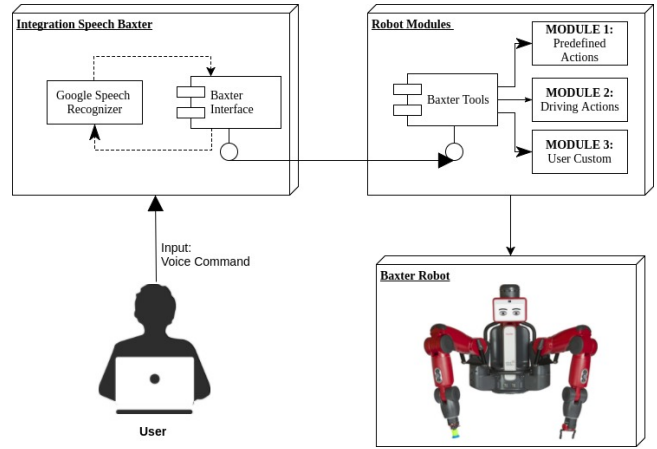 Integration Speech Baxter
Google Speech
Recognizer
Baxter
Interface
Robot Modules
Baxter Tools
MODULE 1:
Predefined
Actions
MODULE 2:
Driving Actions
MODULE 3:
User Custom
Input:
Voice Command
User
Baxter Robot